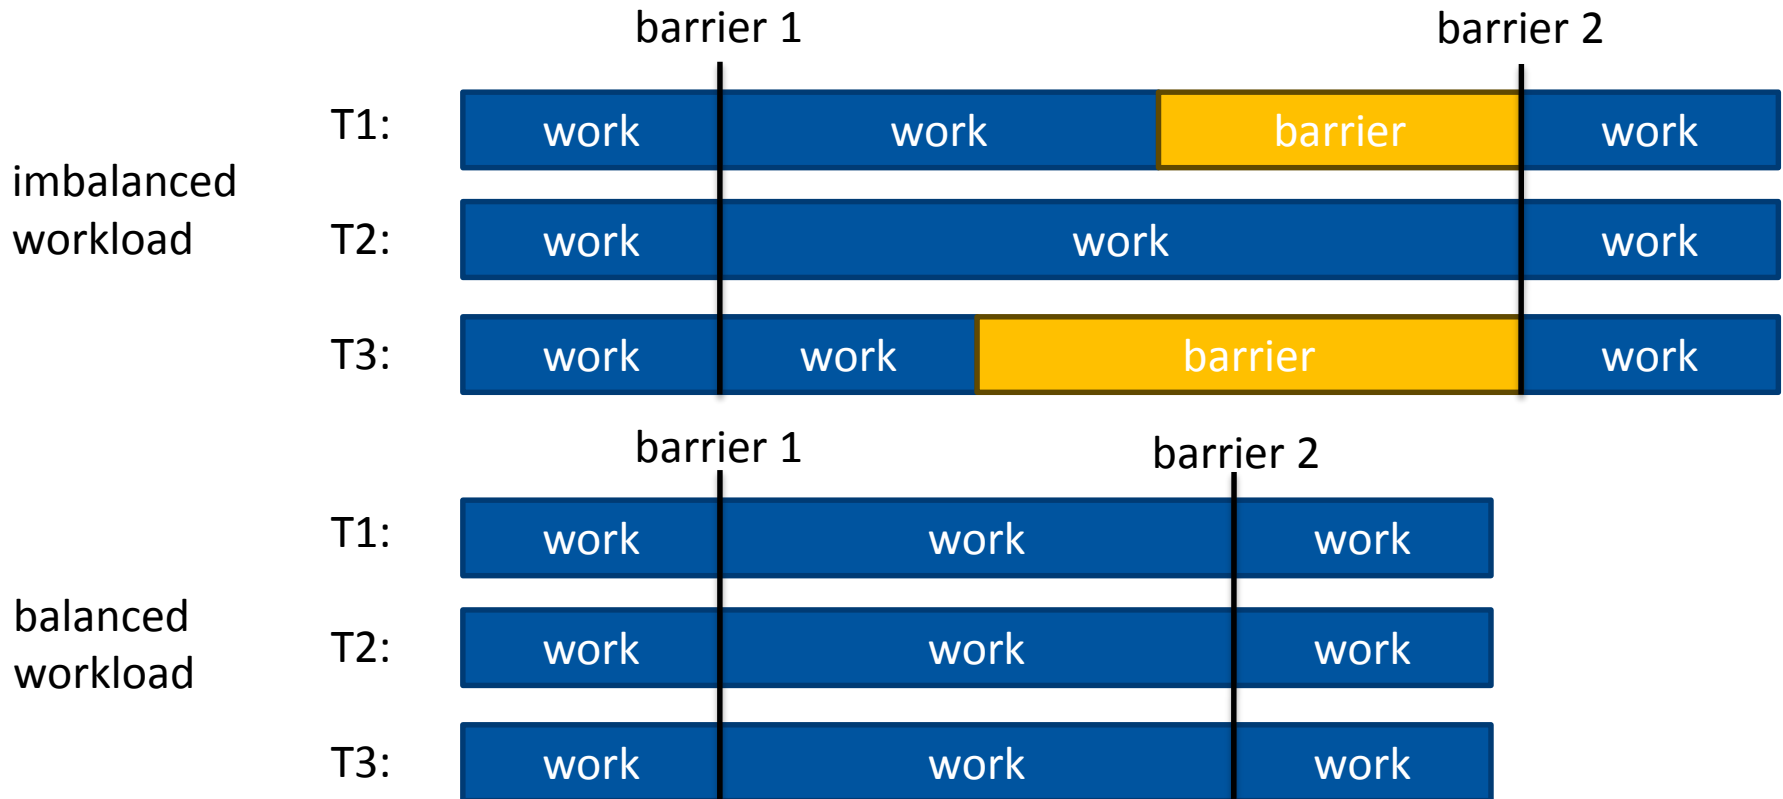 barrier 1 barrier 2
T1: work work barrier work
imbalanced
workload
T2: work work work
T3: work work barrier work
barrier 1 barrier 2
T1: work work work
balanced
workload
T2: work work work
T3: work work work